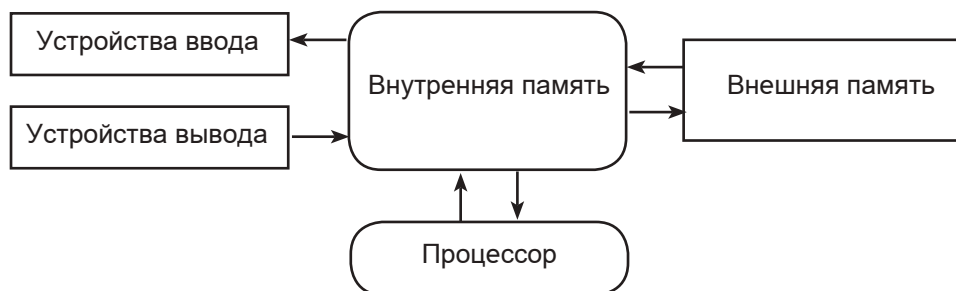 Устройства ввода
Внутренняя память
Внешняя память
Устройства вывода
Процессор